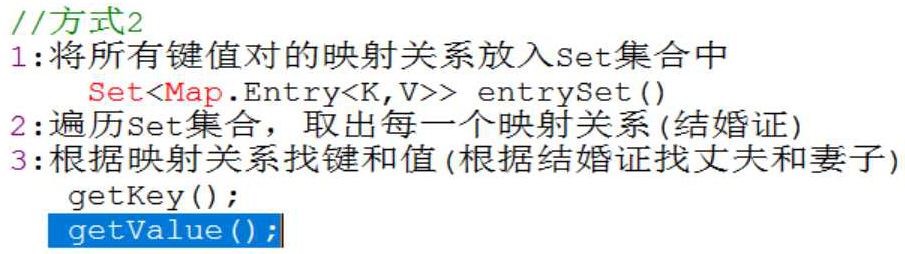 //方式2
1:将所有键值对的映射关系放入Set集合中
Set<Map.Entry<K,V>> entrySet()
2:遍历Set集合，取出每一个映射关系(结婚证)
3:根据映射关系找键和值(根据结婚证找丈夫和妻子)
getKey();
getValue();